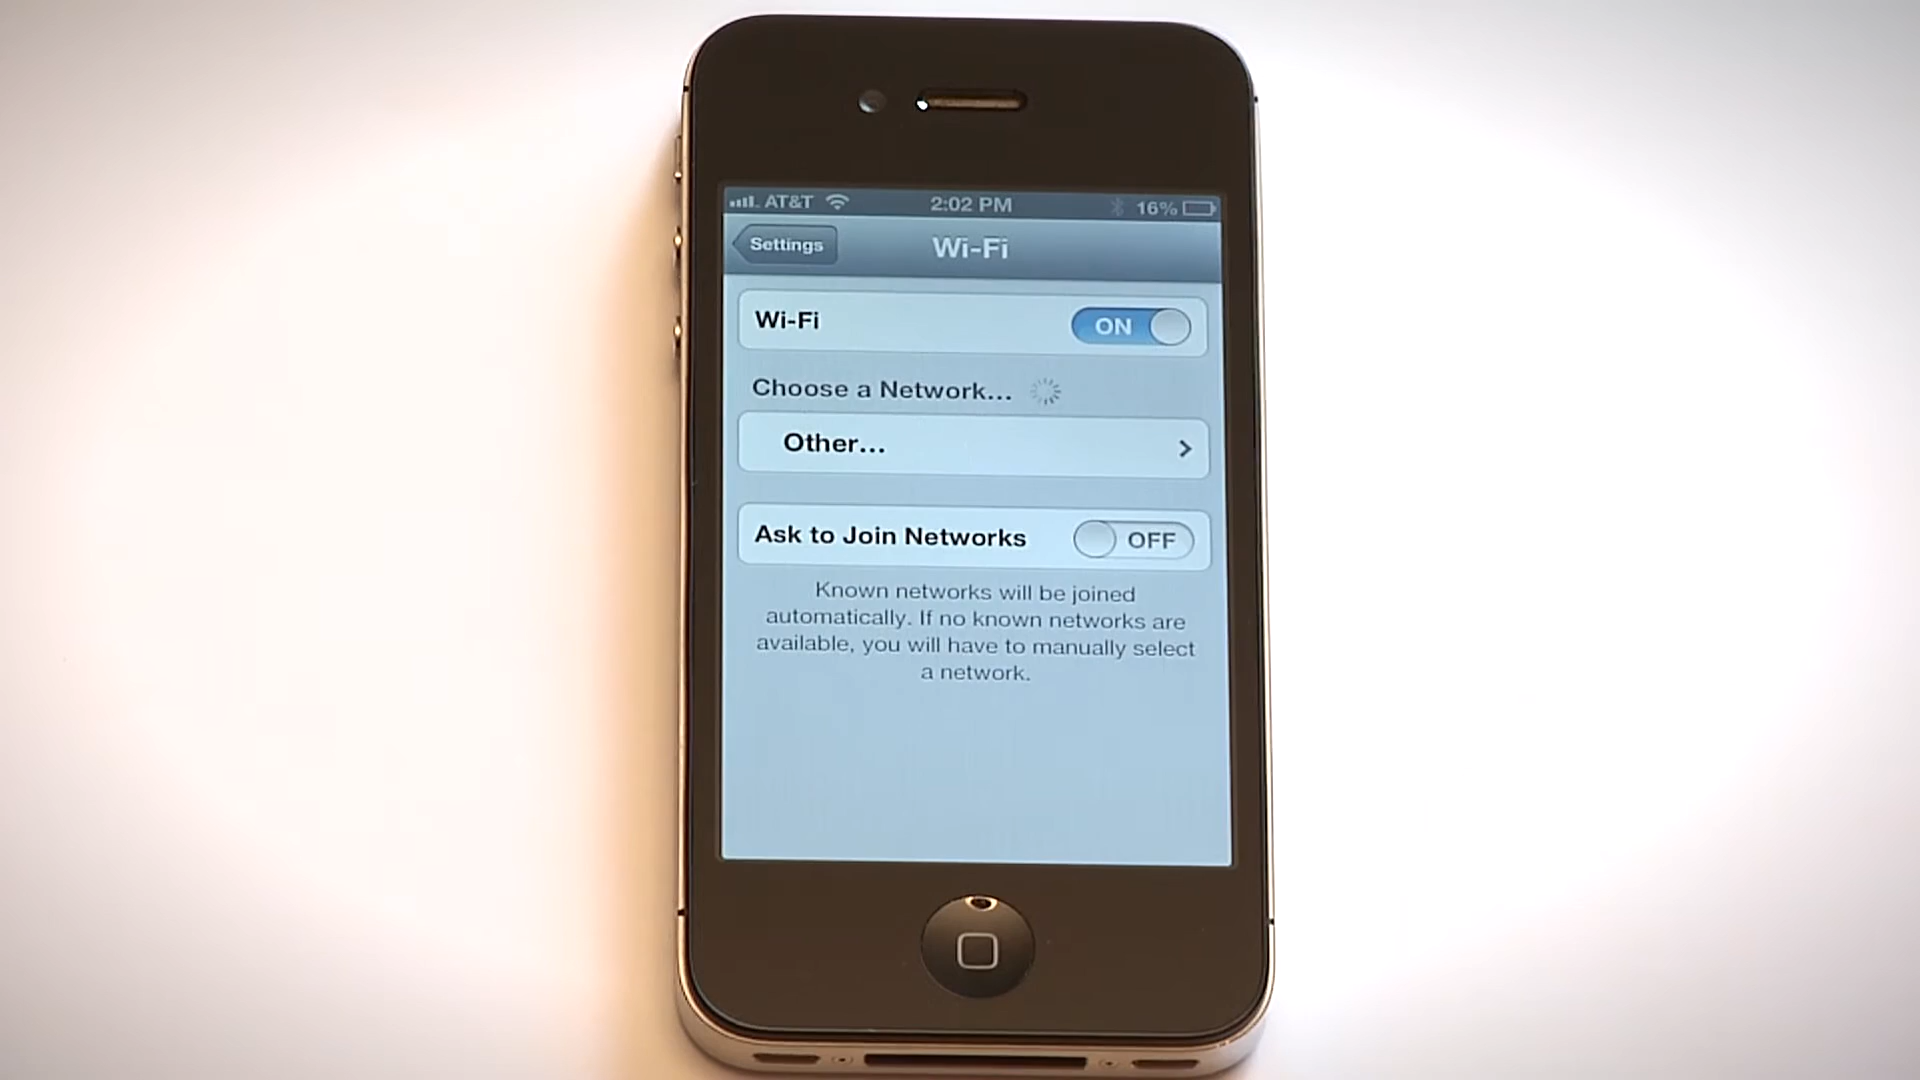 AT&T 2:02 PM 16%
Settings Wi-Fi
Wi-Fi ON
Choose a Network...
Other...
Ask to Join Networks OFF
Known networks will be joined
automatically. If no known networks are
available, you will have to manually select
a network.